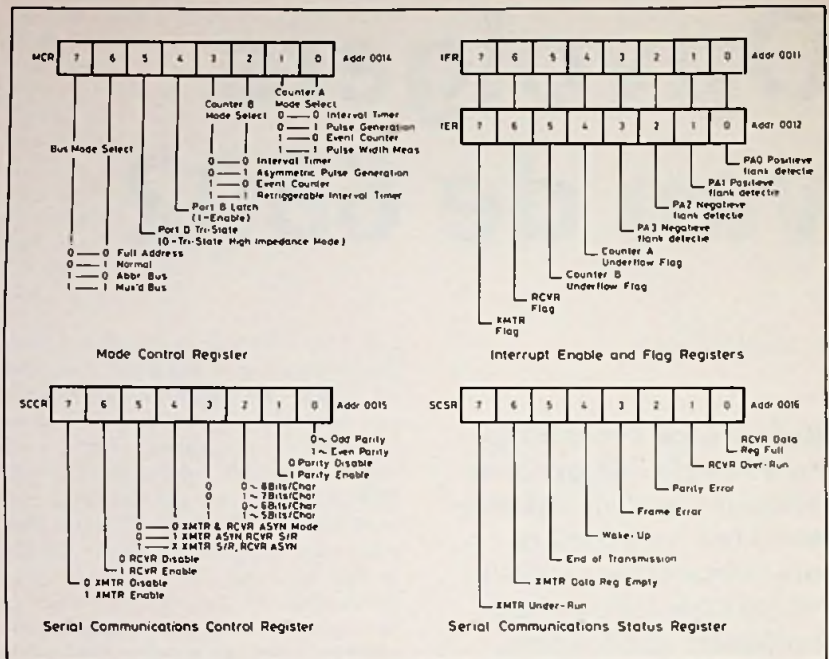 MCR 7 6 5 4 3 2 1 0 Addr 0014
Counter A
Mode Select
0 — 0 Interval Timer
0 — 1 Pulse Generation
1 — 0 Event Counter
1 — 1 Pulse Width Meas
Counter B
Mode Select
0 — 0 Interval Timer
0 — 1 Asymmetric Pulse Generation
1 — 0 Event Counter
1 — 1 Retriggerable Interval Timer
Port B Latch
(1-Enable)
Port D Tri-State
(0-Tri-State High Impedance Mode)
Bus Mode Select
0 — 0 Full Address
0 — 1 Normal
1 — 0 Abbr Bus
1 — 1 Mux'd Bus
Mode Control Register
IFR 7 6 5 4 3 2 1 0 Addr 0011
IER 7 6 5 4 3 2 1 0 Addr 0012
PA0 Positieve
flank detectie
PA1 Positieve
flank detectie
PA2 Negatieve
flank detectie
PA3 Negatieve
flank detectie
Counter A
Underflow Flag
Counter B
Underflow Flag
RCVR
Flag
XMTR
Flag
Interrupt Enable and Flag Registers
SCCR 7 6 5 4 3 2 1 0 Addr 0015
0 ~ Odd Parity
1 ~ Even Parity
0 Parity Disable
1 Parity Enable
0 0 ~ 8Bits/Char
0 1 ~ 7Bits/Char
1 0 ~ 6Bits/Char
1 1 ~ 5Bits/Char
0 — 0 XMTR & RCVR ASYN Mode
0 — 1 XMTR ASYN, RCVR S/R
1 — X XMTR S/R, RCVR ASYN
0 RCVR Disable
1 RCVR Enable
0 XMTR Disable
1 XMTR Enable
Serial Communications Control Register
SCSR 7 6 5 4 3 2 1 0 Addr 0016
RCVR Data
Reg Full
RCVR Over-Run
Parity Error
Frame Error
Wake-Up
End of Transmission
XMTR Data Reg Empty
XMTR Under-Run
Serial Communications Status Register